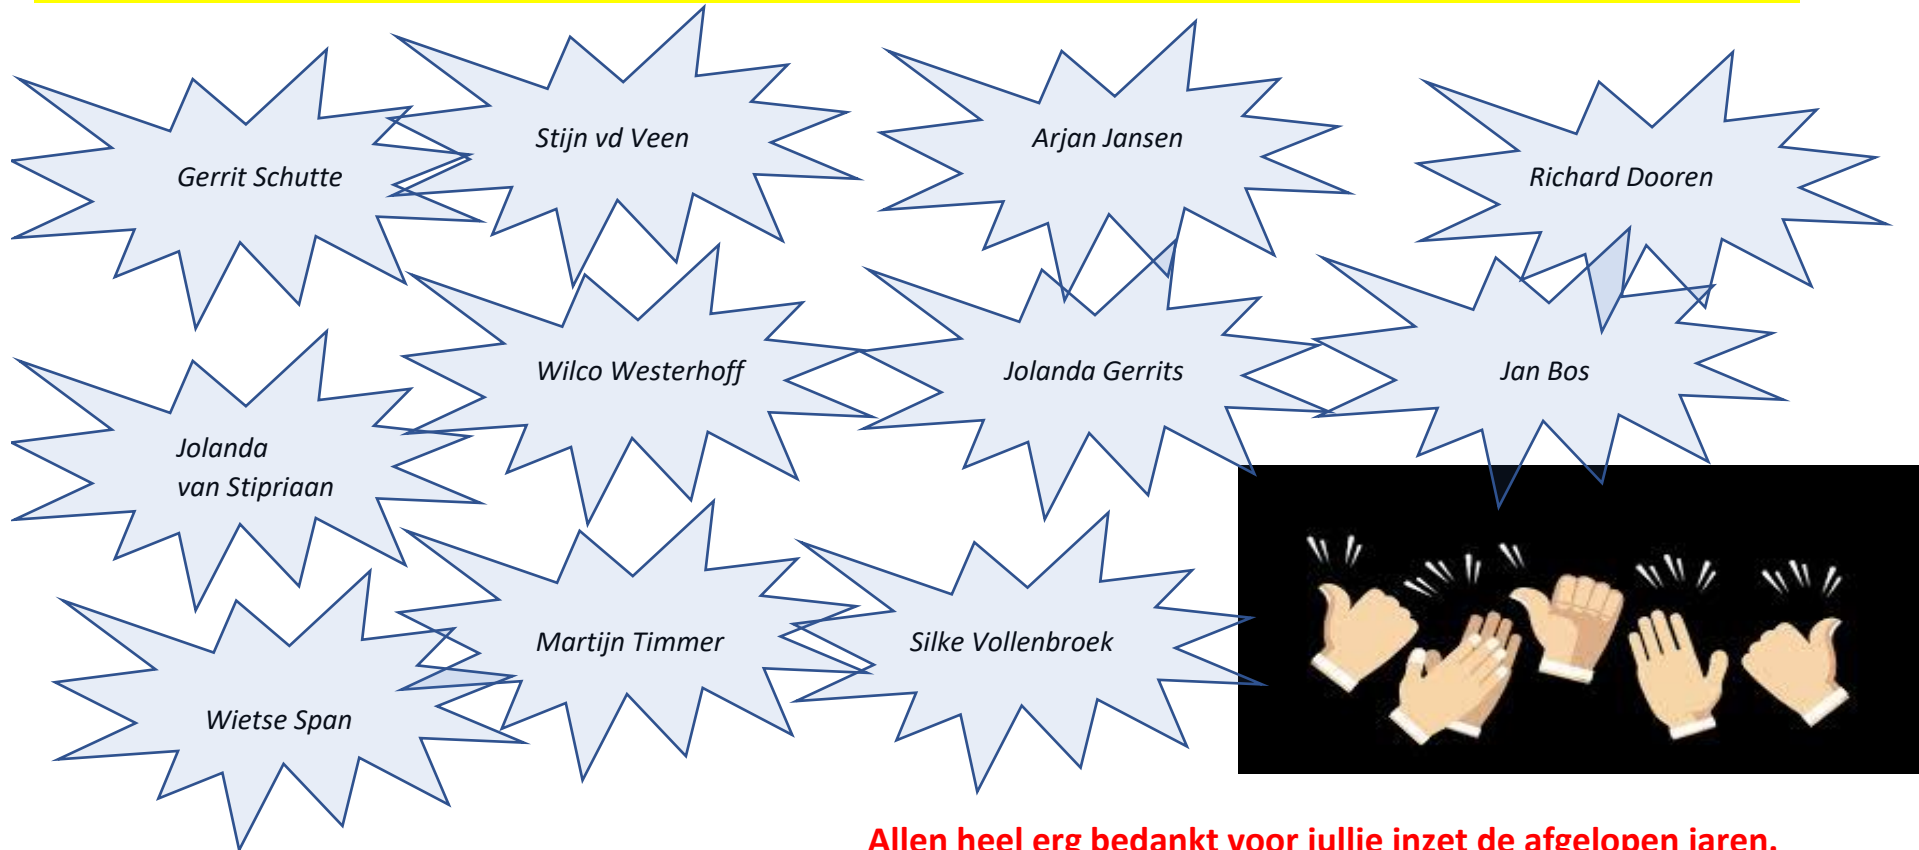 Gerrit Schutte
Stijn vd Veen
Arjan Jansen
Richard Dooren
Jolanda
van Stipriaan
Wilco Westerhoff
Jolanda Gerrits
Jan Bos
Wietse Span
Martijn Timmer
Silke Vollenbroek
Allen heel erg bedankt voor jullie inzet de afgelopen jaren.